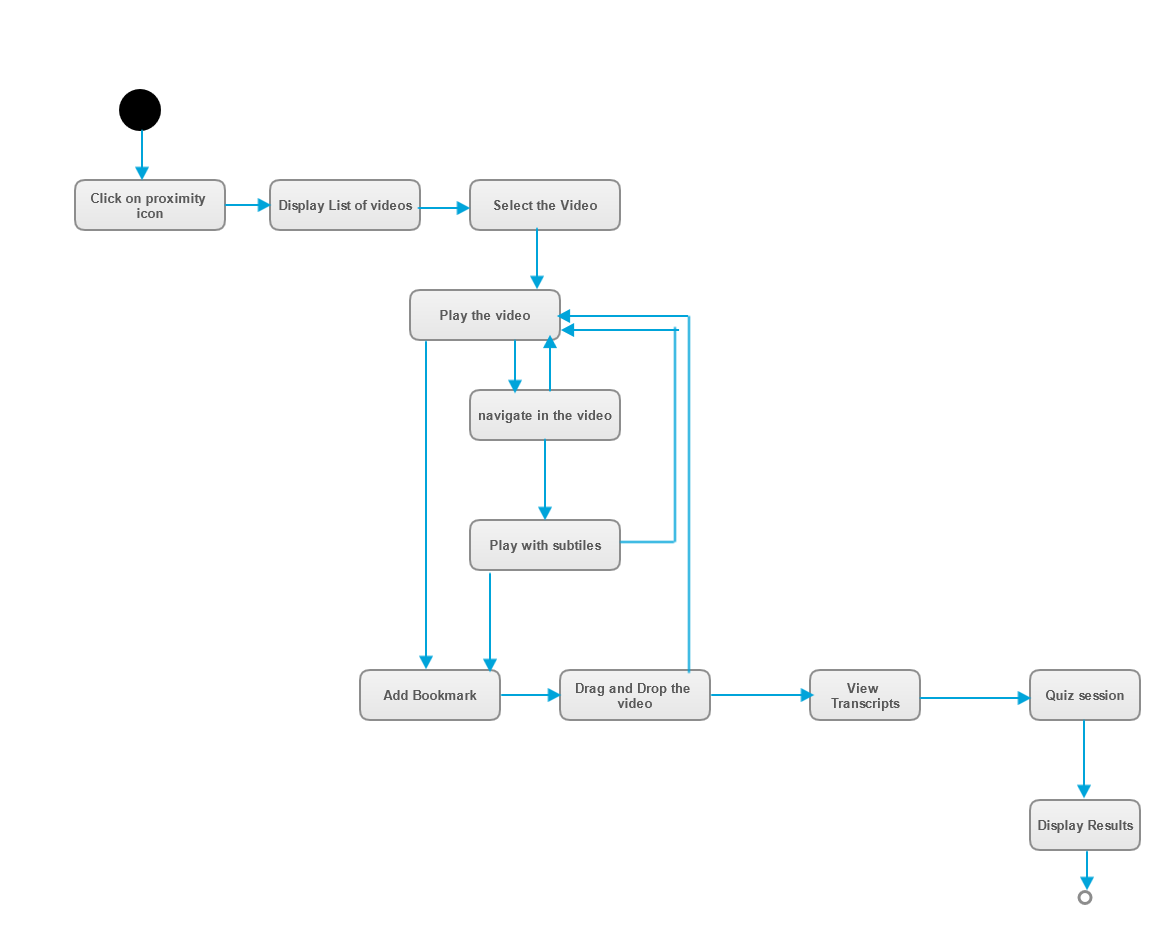 Click on proximity
icon
Display List of videos
Select the Video
Play the video
navigate in the video
Play with subtiles
Add Bookmark
Drag and Drop the
video
View
Transcripts
Quiz session
Display Results